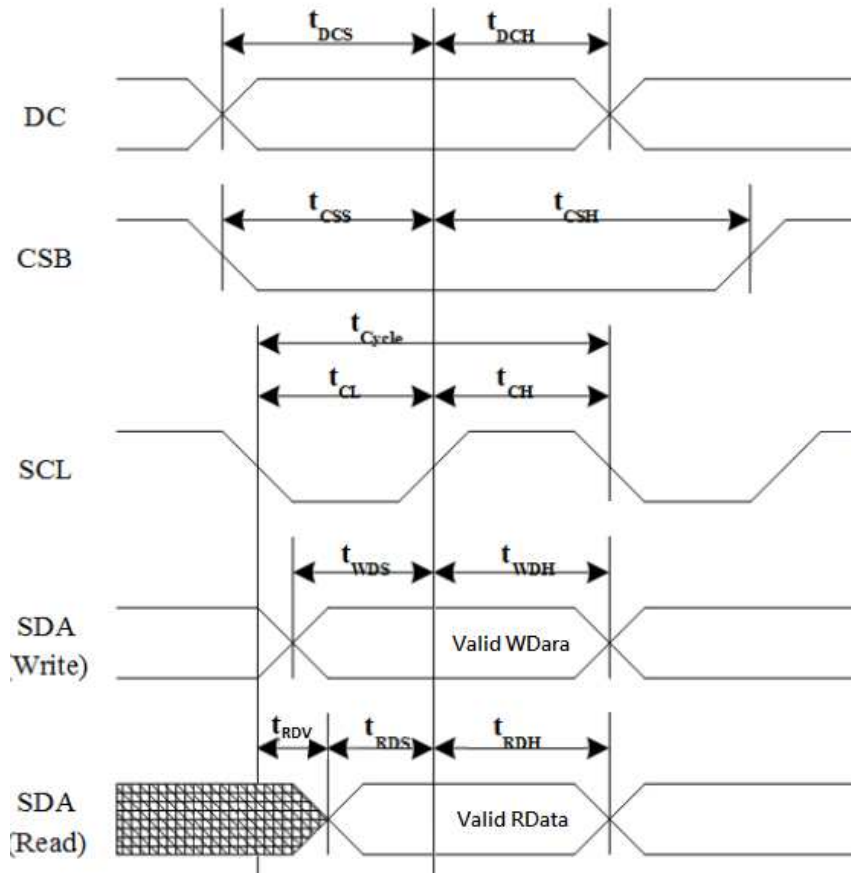 tDCS tDCH
DC
tCSS tCSH
CSB
tCycle
tCL tCH
SCL
tWDS tWDH
SDA
(Write)
Valid WDara
tRDV tRDS tRDH
SDA
(Read)
Valid RData